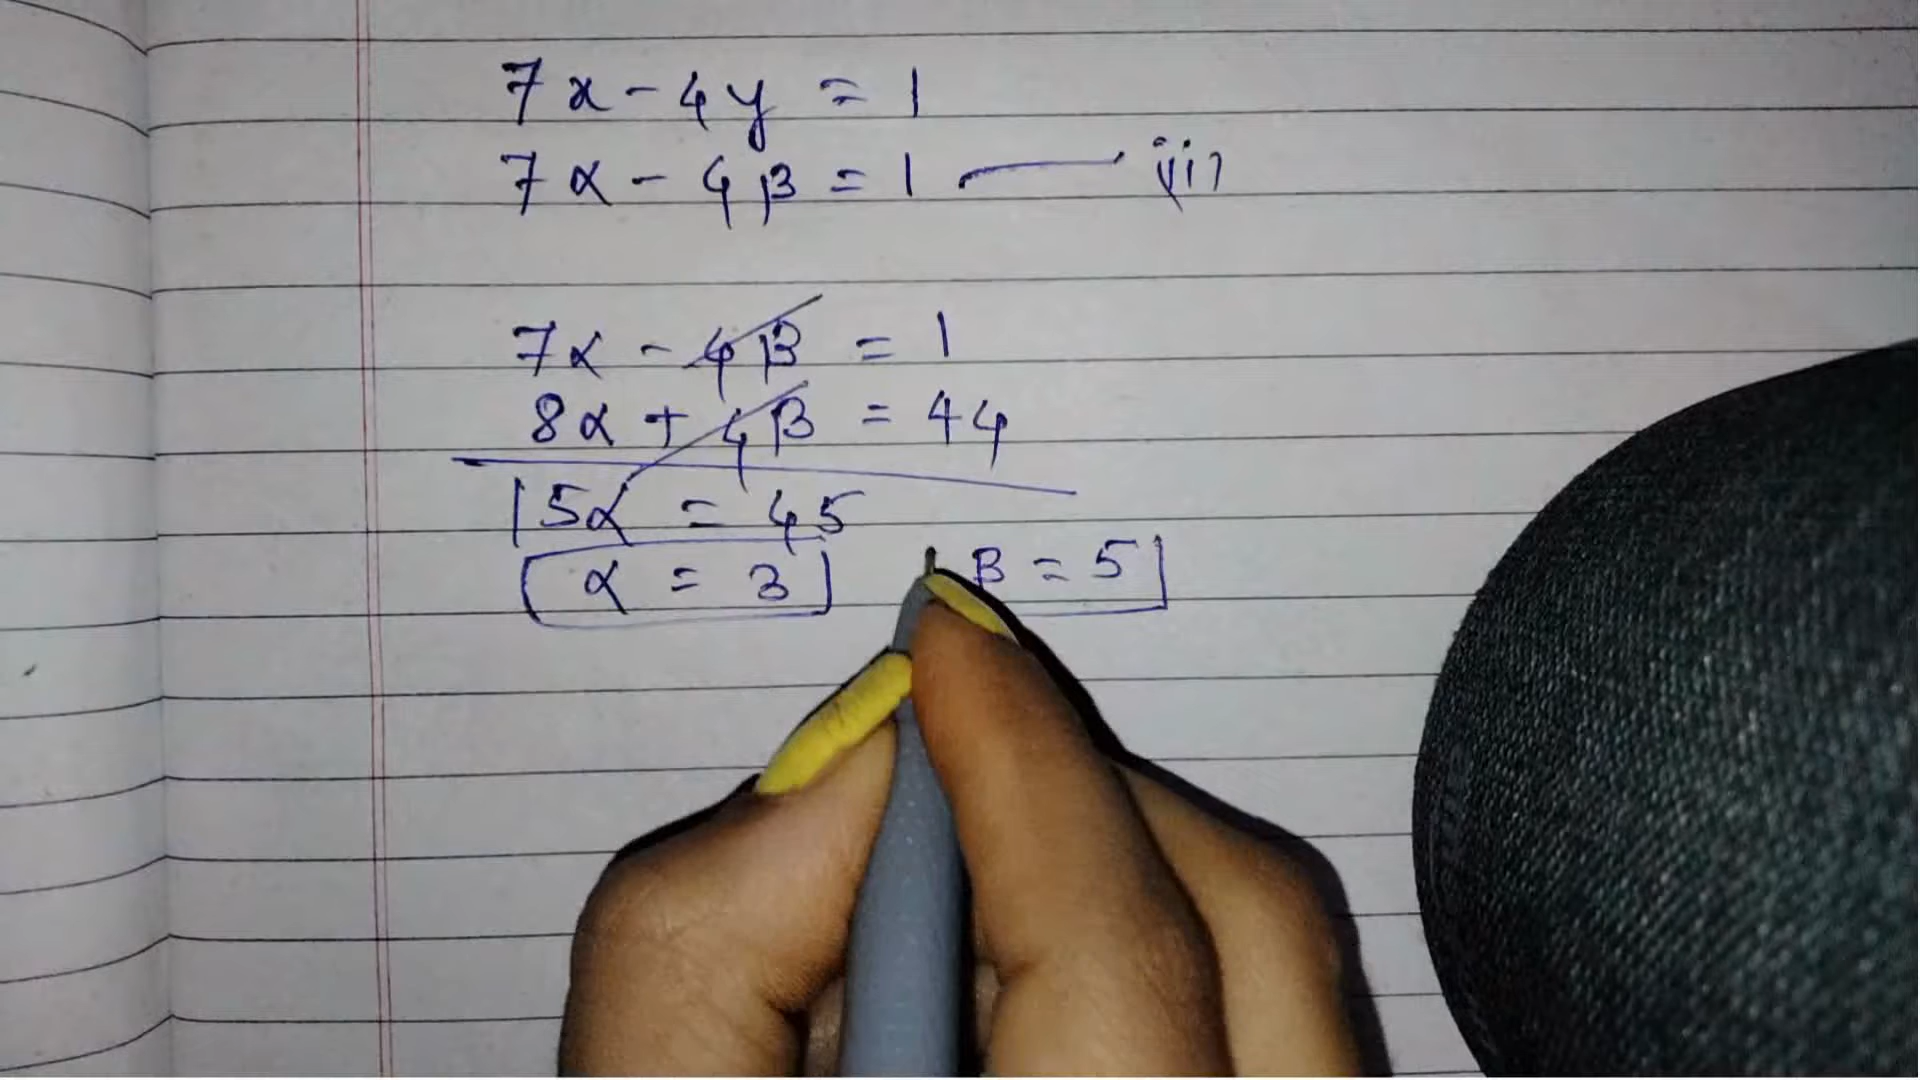 7x - 4y = 1
7α - 4β = 1 —— ii)
7α - 4β = 1
8α + 4β = 44
15α = 45
α = 3 β = 5